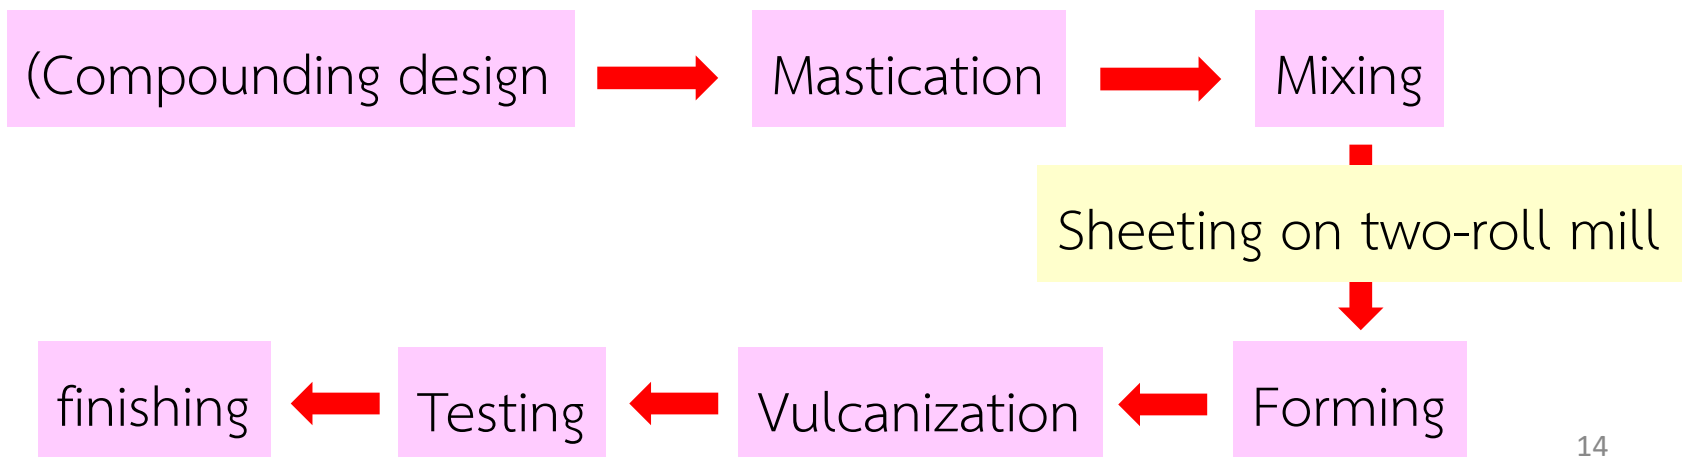 (Compounding design
Mastication
Mixing
Sheeting on two-roll mill
Forming
Vulcanization
Testing
finishing
14